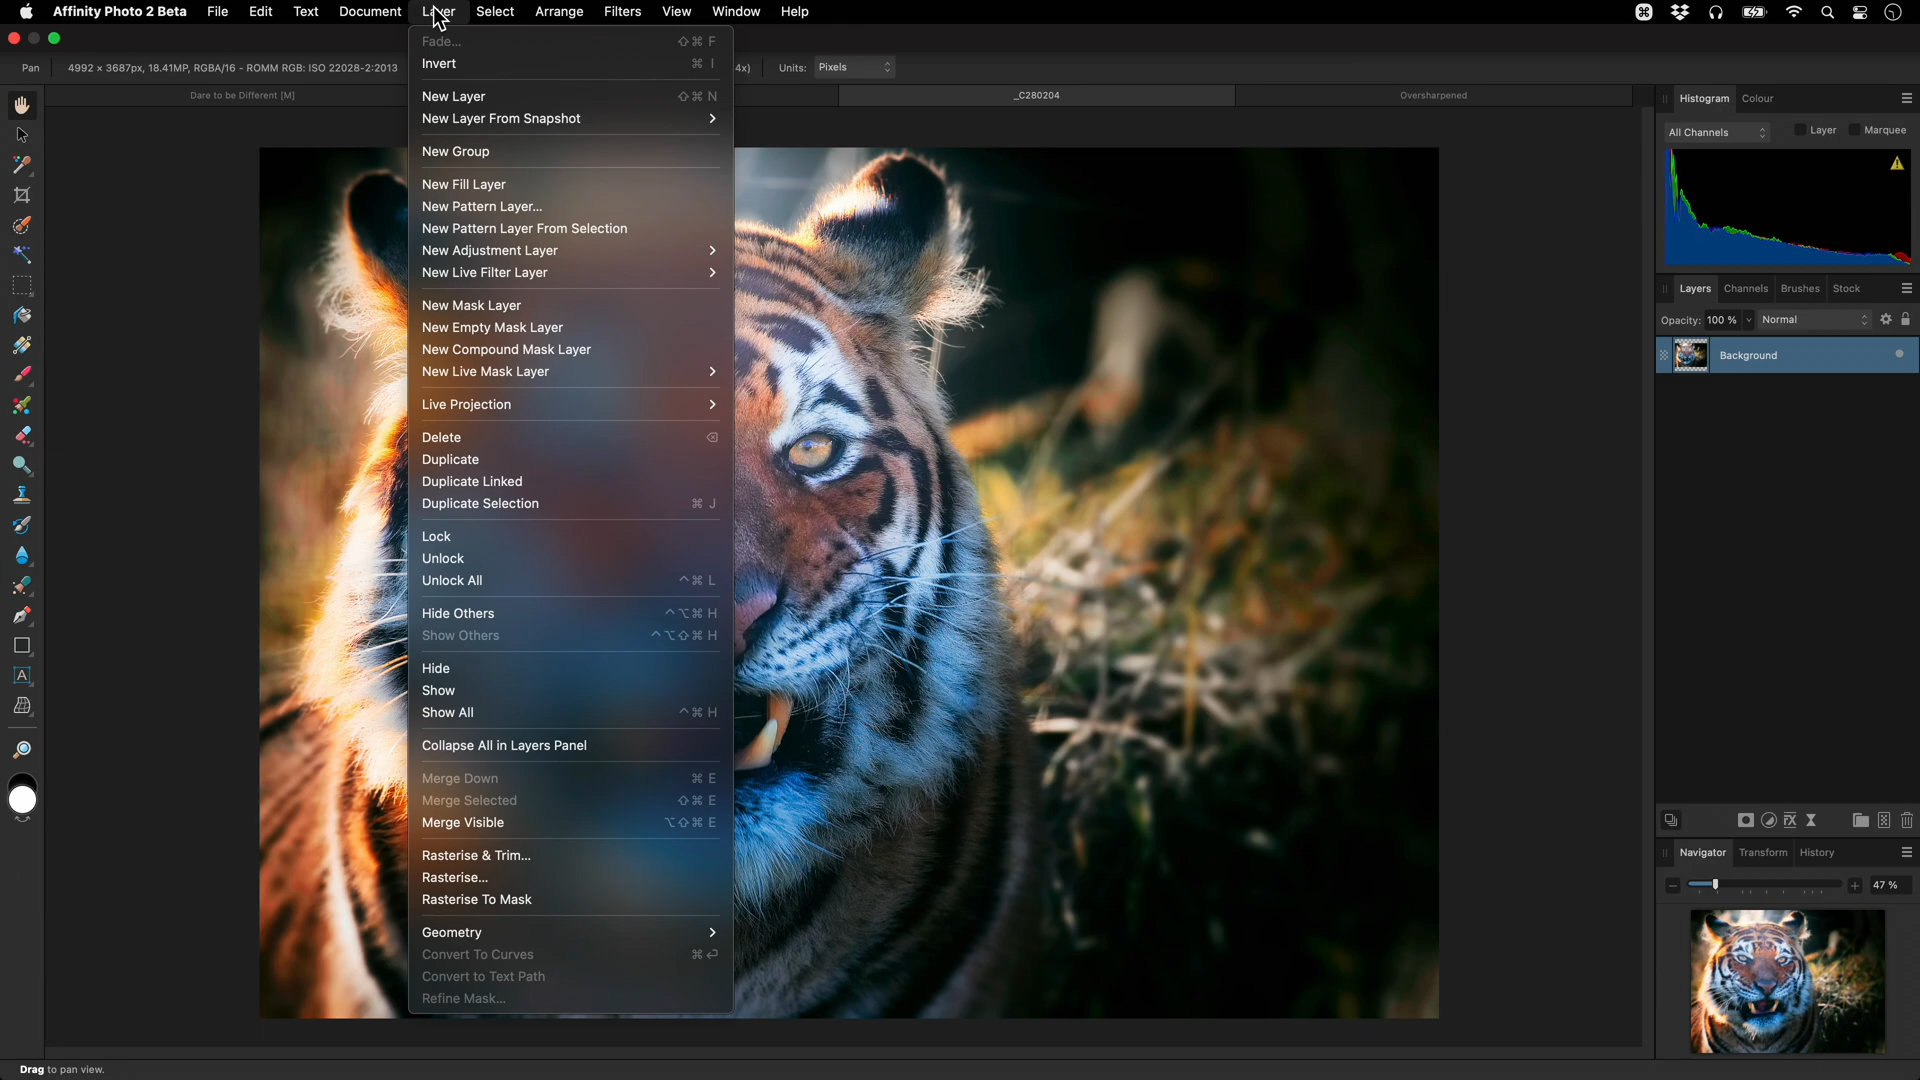 Affinity Photo 2 Beta File Edit Text Document Layer Select Arrange Filters View Window Help
Pan 4992 × 3687px, 18.41MP, RGBA/16 - ROMM RGB: ISO 22028-2:2013 4x) Units: Pixels
Dare to be Different [M] _C280204 Oversharpened
Fade... ⇧⌘ F
Invert ⌘ I
New Layer ⇧⌘ N
New Layer From Snapshot
New Group
New Fill Layer
New Pattern Layer...
New Pattern Layer From Selection
New Adjustment Layer
New Live Filter Layer
New Mask Layer
New Empty Mask Layer
New Compound Mask Layer
New Live Mask Layer
Live Projection
Delete ⌫
Duplicate
Duplicate Linked
Duplicate Selection ⌘ J
Lock
Unlock
Unlock All ^⌘ L
Hide Others ^⌥⌘ H
Show Others ^⌥⇧⌘ H
Hide
Show
Show All ^⌘ H
Collapse All in Layers Panel
Merge Down ⌘ E
Merge Selected ⇧⌘ E
Merge Visible ⌥⇧⌘ E
Rasterise & Trim...
Rasterise...
Rasterise To Mask
Geometry
Convert To Curves ⌘↩
Convert to Text Path
Refine Mask...
Histogram Colour
All Channels Layer Marquee
Layers Channels Brushes Stock
Opacity: 100 % Normal
Background
Navigator Transform History
47 %
Drag to pan view.